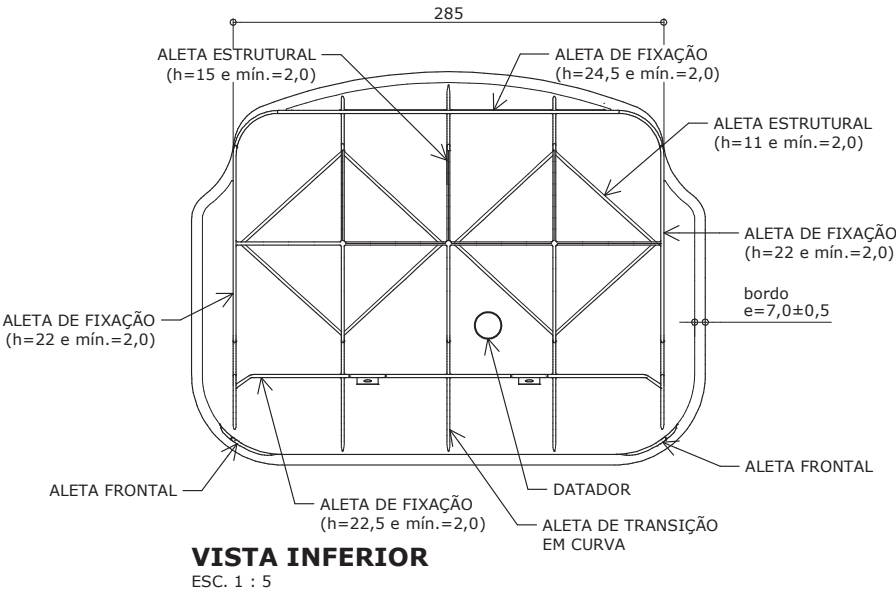 285
ALETA ESTRUTURAL
(h=15 e mín.=2,0)
ALETA DE FIXAÇÃO
(h=24,5 e mín.=2,0)
ALETA ESTRUTURAL
(h=11 e mín.=2,0)
ALETA DE FIXAÇÃO
(h=22 e mín.=2,0)
bordo
e=7,0±0,5
ALETA DE FIXAÇÃO
(h=22 e mín.=2,0)
ALETA FRONTAL
ALETA FRONTAL
ALETA DE FIXAÇÃO
(h=22,5 e mín.=2,0)
DATADOR
ALETA DE TRANSIÇÃO
EM CURVA
VISTA INFERIOR
ESC. 1 : 5